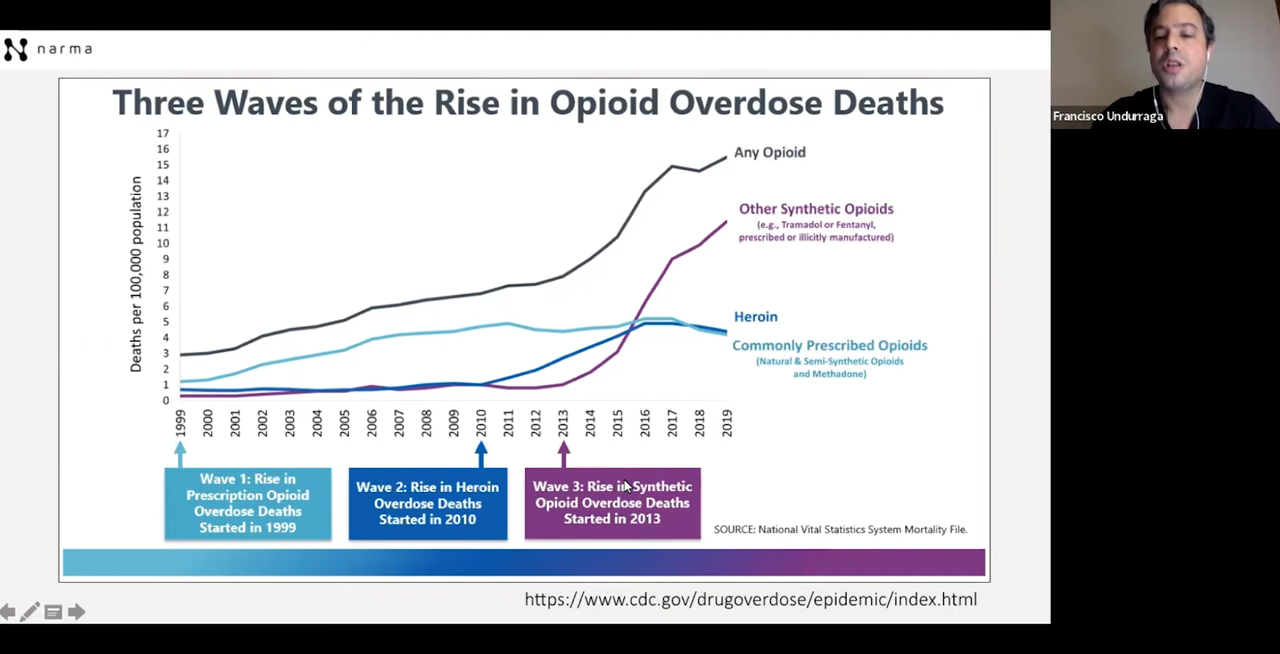 narma
Francisco Undurraga
Three Waves of the Rise in Opioid Overdose Deaths
Deaths per 100,000 population
17
16
15
14
13
12
11
10
9
8
7
6
5
4
3
2
1
0
1999
2000
2001
2002
2003
2004
2005
2006
2007
2008
2009
2010
2011
2012
2013
2014
2015
2016
2017
2018
2019
Any Opioid
Other Synthetic Opioids
(e.g., Tramadol or Fentanyl,
prescribed or illicitly manufactured)
Heroin
Commonly Prescribed Opioids
(Natural & Semi-Synthetic Opioids
and Methadone)
Wave 1: Rise in
Prescription Opioid
Overdose Deaths
Started in 1999
Wave 2: Rise in Heroin
Overdose Deaths
Started in 2010
Wave 3: Rise in Synthetic
Opioid Overdose Deaths
Started in 2013
SOURCE: National Vital Statistics System Mortality File.
https://www.cdc.gov/drugoverdose/epidemic/index.html